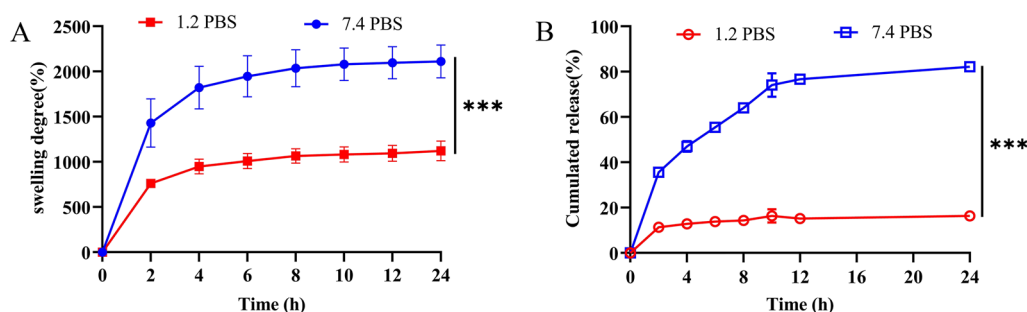 A
1.2 PBS
7.4 PBS
2500
2000
1500
1000
500
0
swelling degree(%)
0 2 4 6 8 10 12 24
Time (h)
***
B
1.2 PBS
7.4 PBS
100
80
60
40
20
0
Cumulated release(%)
0 4 8 12 16 20 24
Time (h)
***